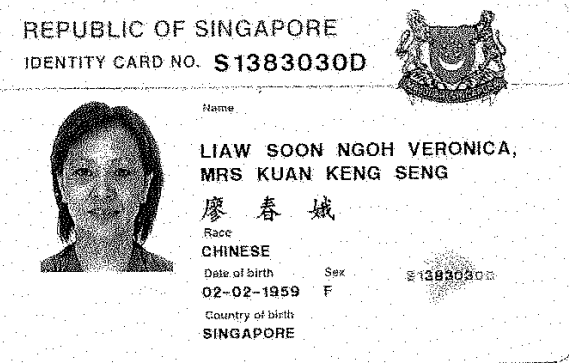 REPUBLIC OF SINGAPORE
IDENTITY CARD NO. S1383030D
Name
LIAW SOON NGOH VERONICA,
MRS KUAN KENG SENG
廖 春 娥
Race
CHINESE
Date of birth Sex
02-02-1959 F
S1383030D
Country of birth
SINGAPORE